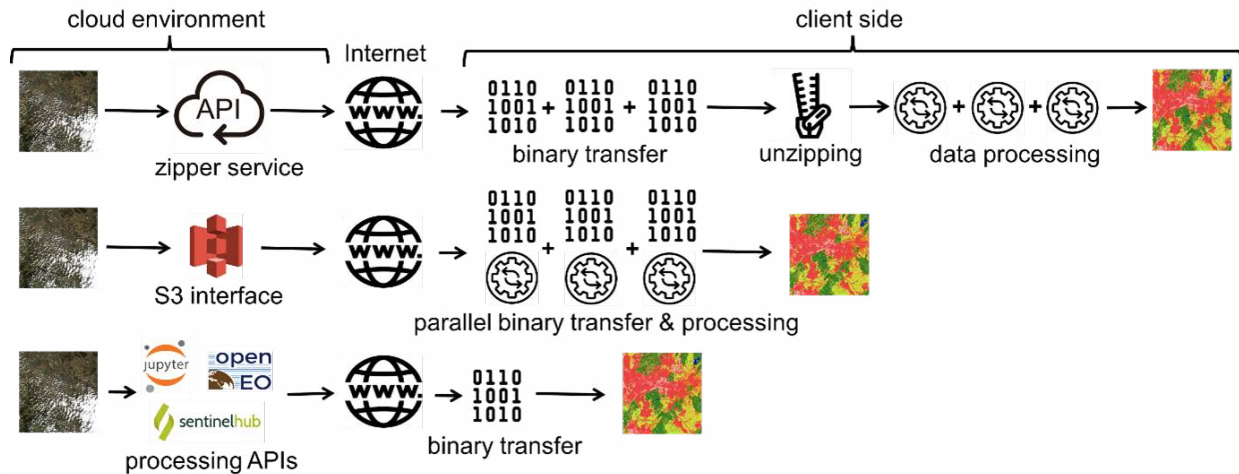 cloud environment
client side
Internet
API
www.
0110 0110 0110
1001 + 1001 + 1001
1010 1010 1010
+ +
zipper service
binary transfer
unzipping
data processing
www.
0110 0110 0110
1001 1001 1001
1010 + 1010 + 1010
S3 interface
parallel binary transfer & processing
jupyter
open
EO
sentinelhub
www.
0110
1001
1010
processing APIs
binary transfer